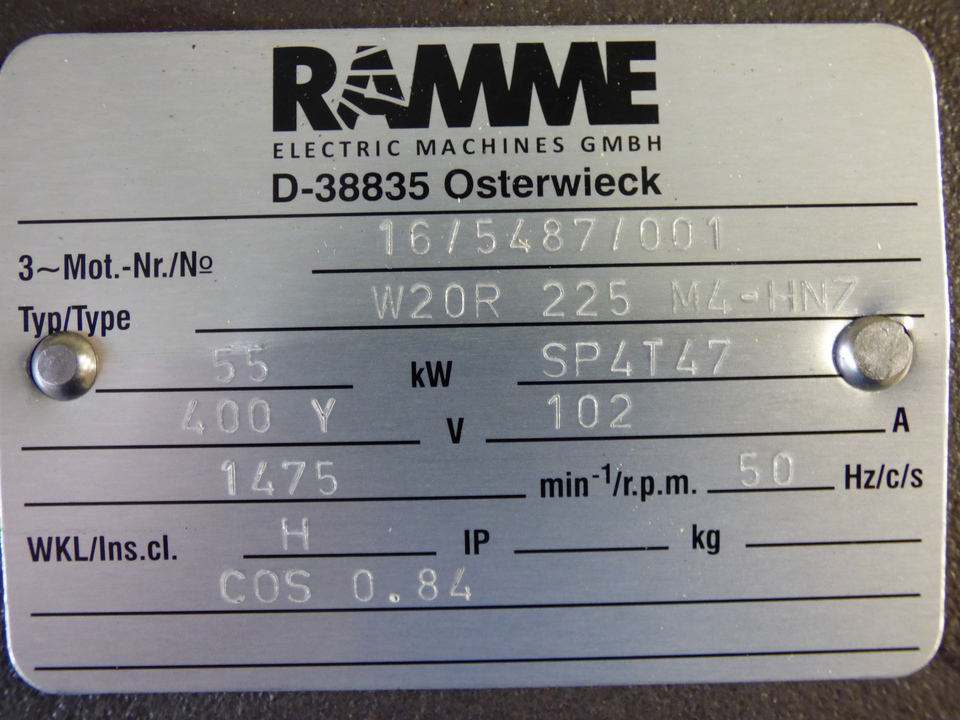 RAMME
ELECTRIC MACHINES GMBH
D-38835 Osterwieck
3~Mot.-Nr./No 16/5487/001
Typ/Type W20R 225 M4-HNZ
55 kW SP4T47
400 Y V 102 A
1475 min-1/r.p.m. 50 Hz/c/s
WKL/Ins.cl. H IP kg
COS 0.84